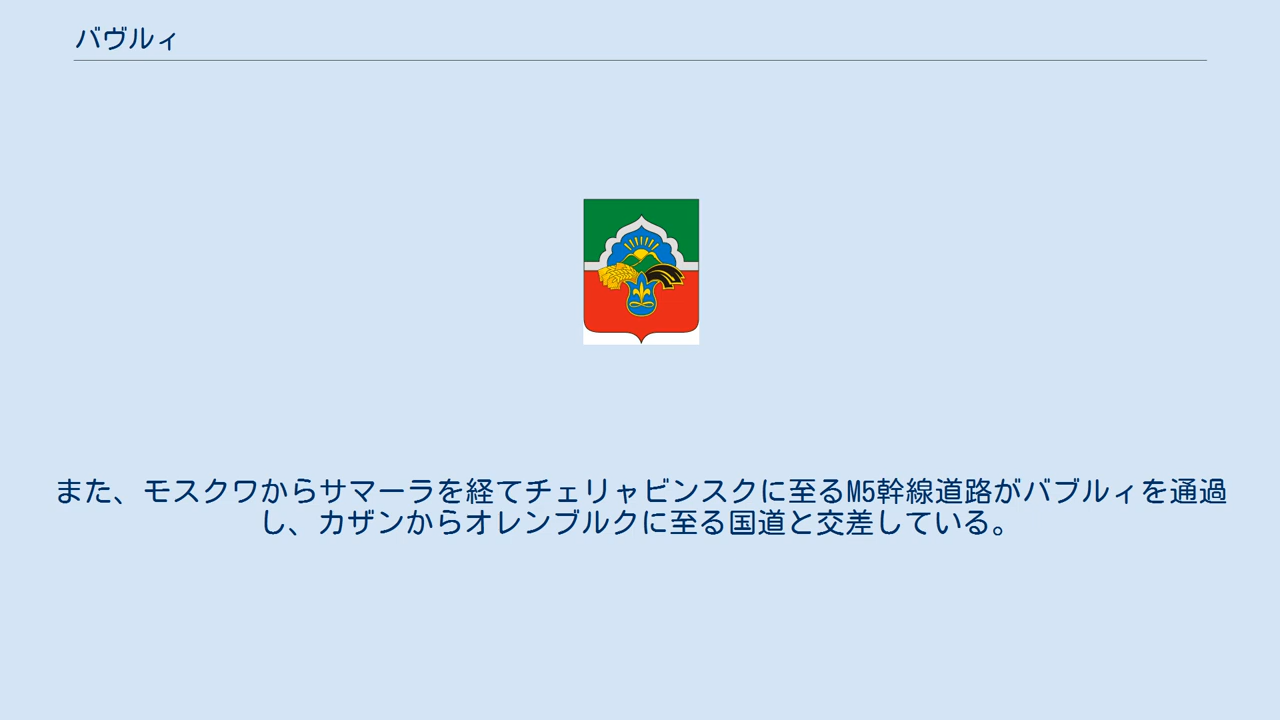 バヴルィ
また、モスクワからサマーラを経てチェリャビンスクに至るM5幹線道路がバブルィを通過
し、カザンからオレンブルクに至る国道と交差している。